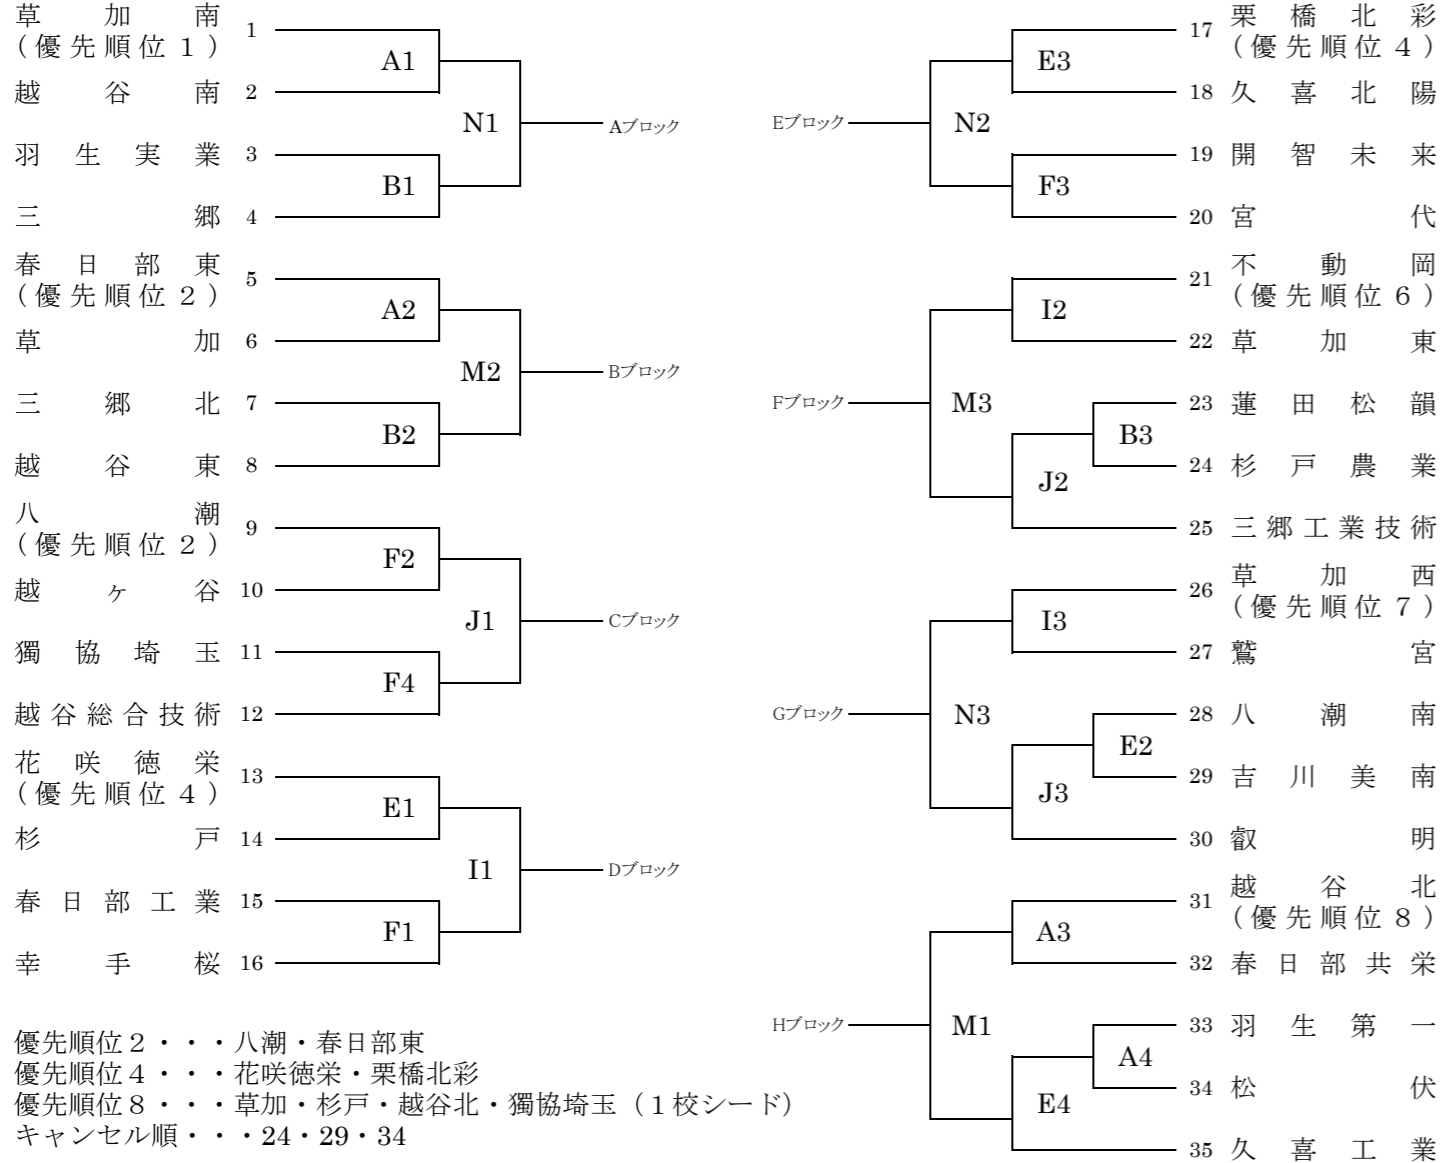 草加南
(優先順位1)
1
A1
越谷南 2
N1
Aブロック
羽生実業 3
B1
三郷 4
春日部東
(優先順位2)
5
A2
草加 6
M2
Bブロック
三郷北 7
B2
越谷東 8
八潮
(優先順位2)
9
F2
越ヶ谷 10
J1
Cブロック
獨協埼玉 11
F4
越谷総合技術 12
花咲徳栄
(優先順位4)
13
E1
杉戸 14
I1
Dブロック
春日部工業 15
F1
幸手桜 16
優先順位2・・・八潮・春日部東
優先順位4・・・花咲徳栄・栗橋北彩
優先順位8・・・草加・杉戸・越谷北・獨協埼玉（1校シード）
キャンセル順・・・24・29・34
17 栗橋北彩
(優先順位4)
E3
18 久喜北陽
Eブロック
N2
19 開智未来
F3
20 宮代
21 不動岡
(優先順位6)
I2
22 草加東
Fブロック
M3
23 蓮田松韻
B3
24 杉戸農業
J2
25 三郷工業技術
26 草加西
(優先順位7)
I3
27 鷲宮
Gブロック
N3
28 八潮南
E2
29 吉川美南
J3
30 叡明
31 越谷北
(優先順位8)
A3
32 春日部共栄
Hブロック
M1
33 羽生第一
A4
34 松伏
E4
35 久喜工業